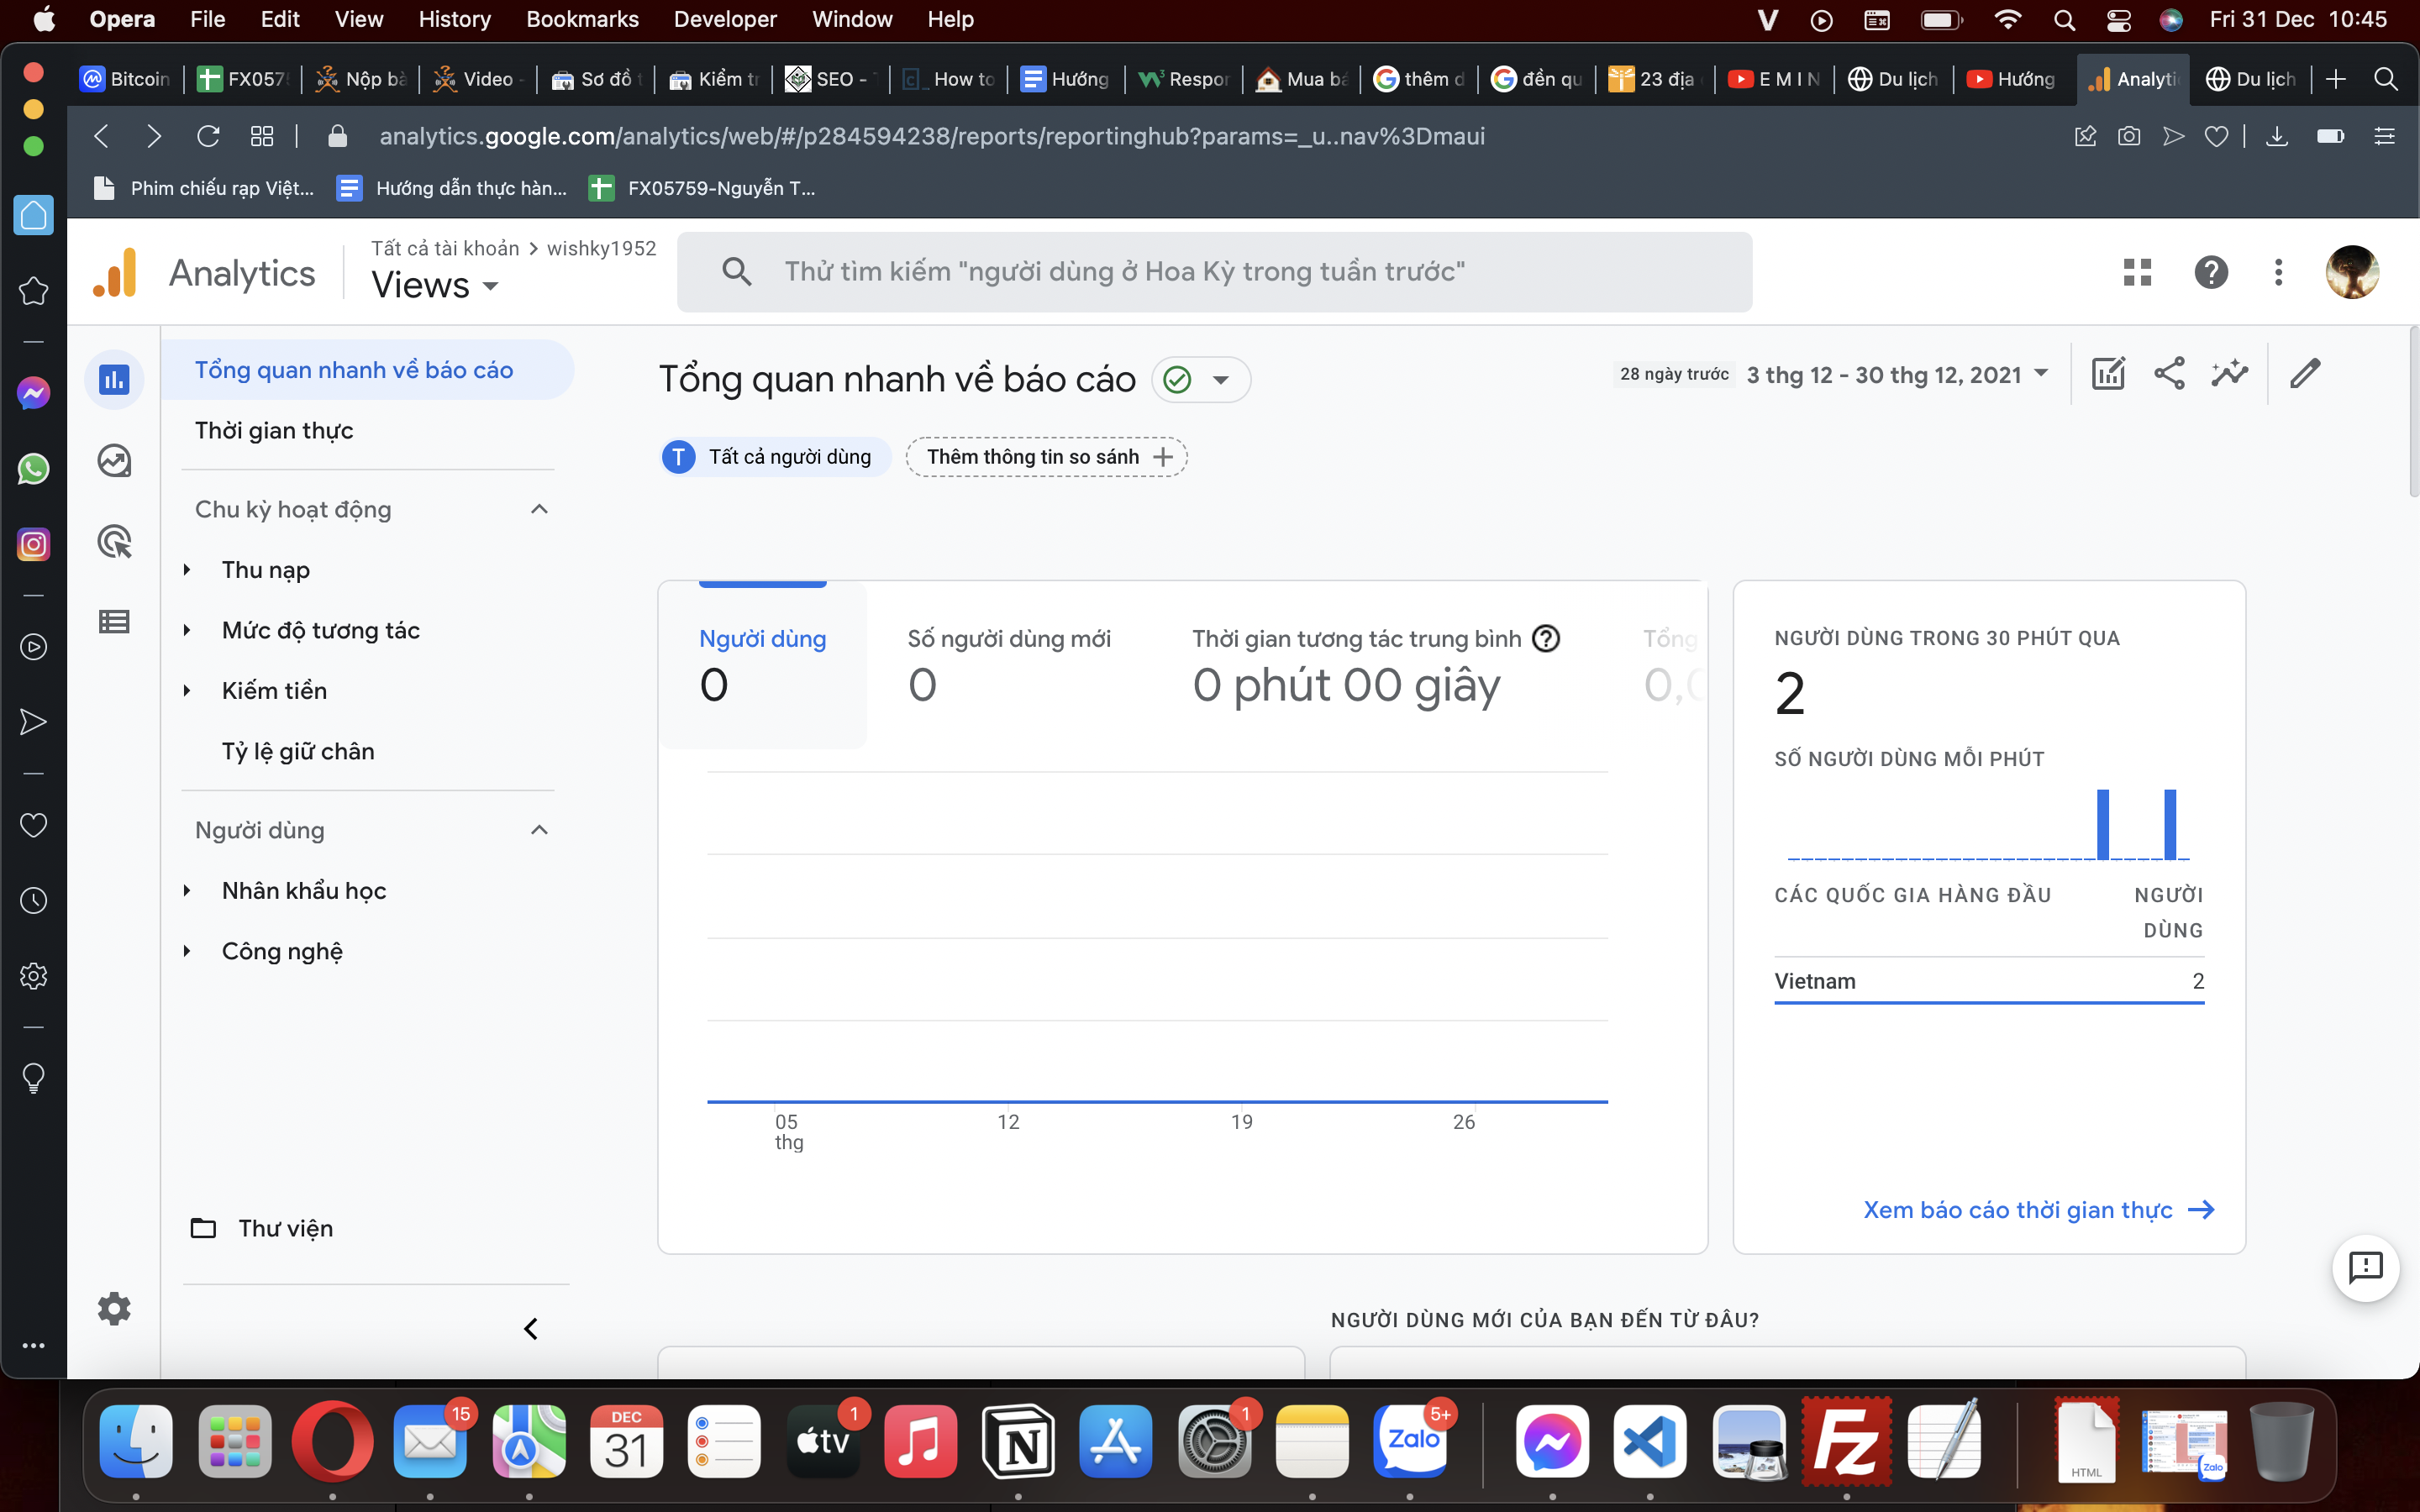 Opera File Edit View History Bookmarks Developer Window Help Fri 31 Dec 10:45
Bitcoin FX057 Nộp bà Video - Sơ đồ t Kiểm tr SEO - How to Hướng Respor Mua bá thêm d đền qu 23 địa E M I N Du lịch Hướng Analyti Du lịch
analytics.google.com/analytics/web/#/p284594238/reports/reportinghub?params=_u..nav%3Dmaui
Phim chiếu rạp Việt... Hướng dẫn thực hàn... FX05759-Nguyễn T...
Analytics
Tất cả tài khoản > wishky1952
Views
Thử tìm kiếm "người dùng ở Hoa Kỳ trong tuần trước"
Tổng quan nhanh về báo cáo
Thời gian thực
Chu kỳ hoạt động
Thu nạp
Mức độ tương tác
Kiếm tiền
Tỷ lệ giữ chân
Người dùng
Nhân khẩu học
Công nghệ
Thư viện
Tổng quan nhanh về báo cáo
28 ngày trước 3 thg 12 - 30 thg 12, 2021
T Tất cả người dùng
Thêm thông tin so sánh
Người dùng
0
Số người dùng mới
0
Thời gian tương tác trung bình
0 phút 00 giây
Tổng
0,0
05
thg
12
19
26
NGƯỜI DÙNG TRONG 30 PHÚT QUA
2
SỐ NGƯỜI DÙNG MỖI PHÚT
CÁC QUỐC GIA HÀNG ĐẦU
NGƯỜI
DÙNG
Vietnam 2
Xem báo cáo thời gian thực
NGƯỜI DÙNG MỚI CỦA BẠN ĐẾN TỪ ĐÂU?
15
DEC
31
1
tv
N
1
5+
Zalo
Fz
HTML
Zalo